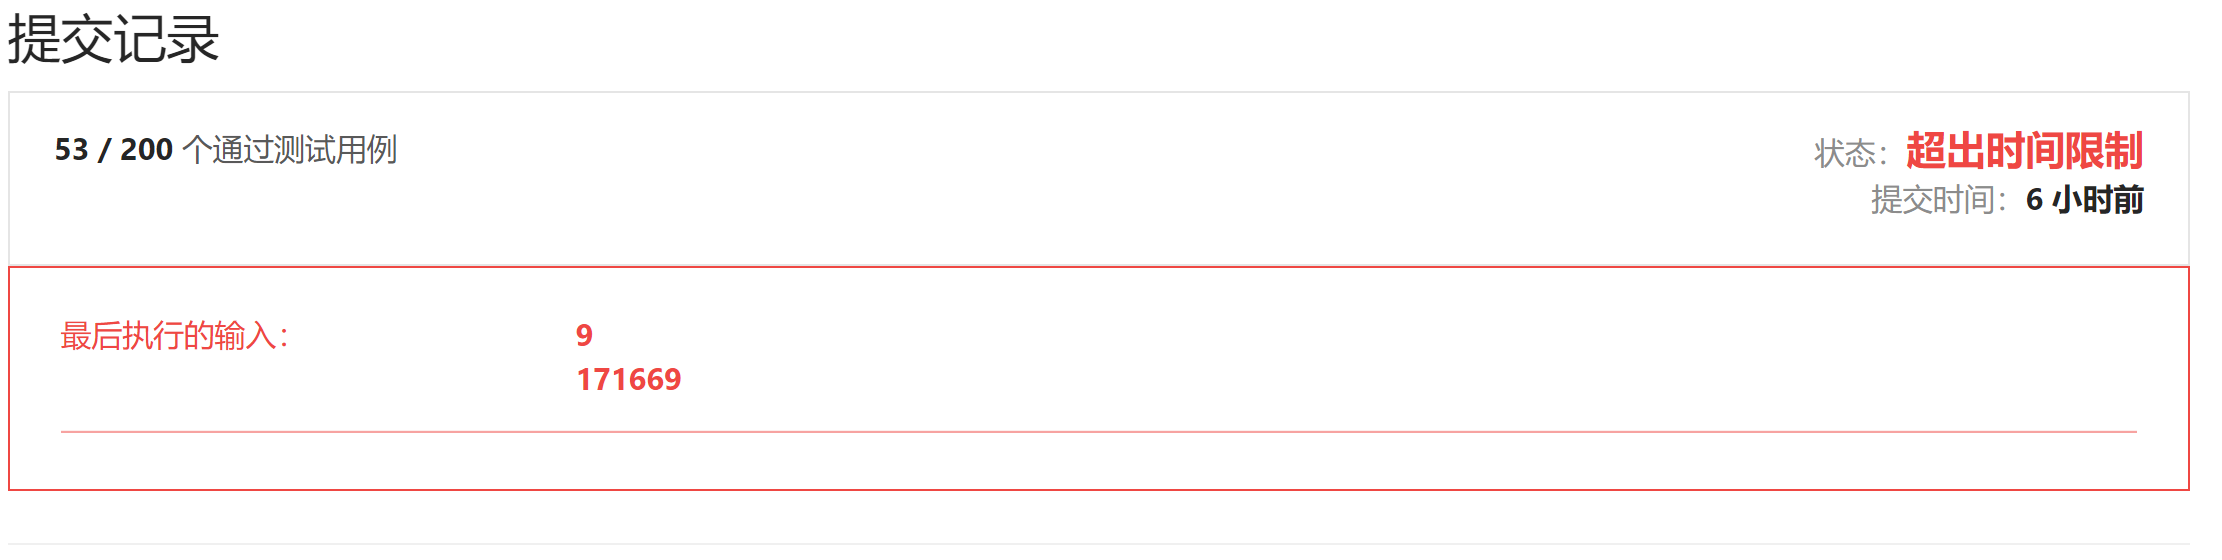 提交记录
53 / 200 个通过测试用例
状态：超出时间限制
提交时间：6 小时前
最后执行的输入：
9
171669